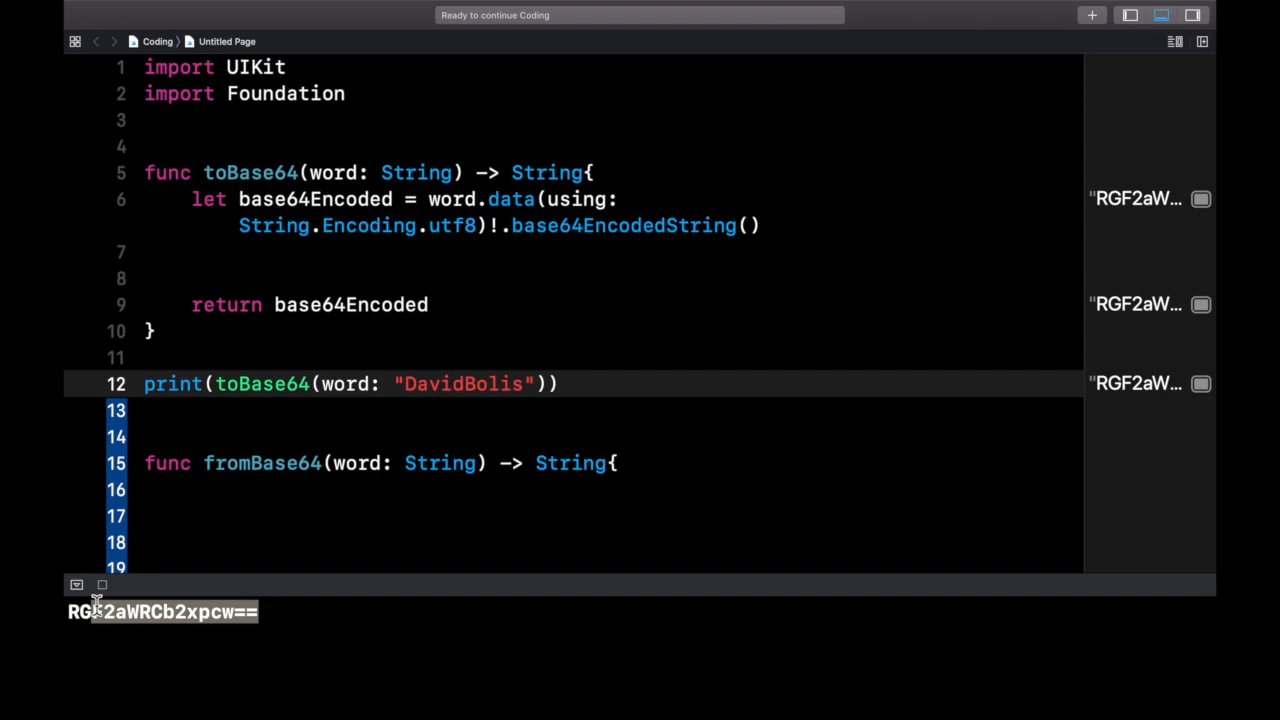 Ready to continue Coding
Coding 〉 Untitled Page
1 import UIKit
2 import Foundation
3
4
5 func toBase64(word: String) -> String{
6 let base64Encoded = word.data(using: "RGF2aW...
String.Encoding.utf8)!.base64EncodedString()
7
8
9 return base64Encoded "RGF2aW...
10 }
11
12 print(toBase64(word: "DavidBolis")) "RGF2aW...
13
14
15 func fromBase64(word: String) -> String{
16
17
18
19
RGF2aWRCb2xpcw==